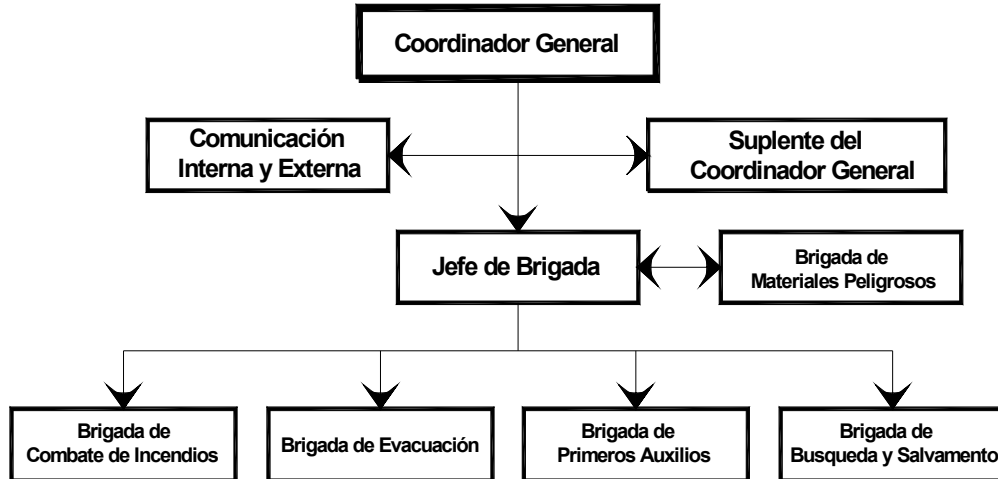 Coordinador General
Comunicación
Interna y Externa
Suplente del
Coordinador General
Jefe de Brigada
Brigada de
Materiales Peligrosos
Brigada de
Combate de Incendios
Brigada de Evacuación
Brigada de
Primeros Auxilios
Brigada de
Busqueda y Salvamento